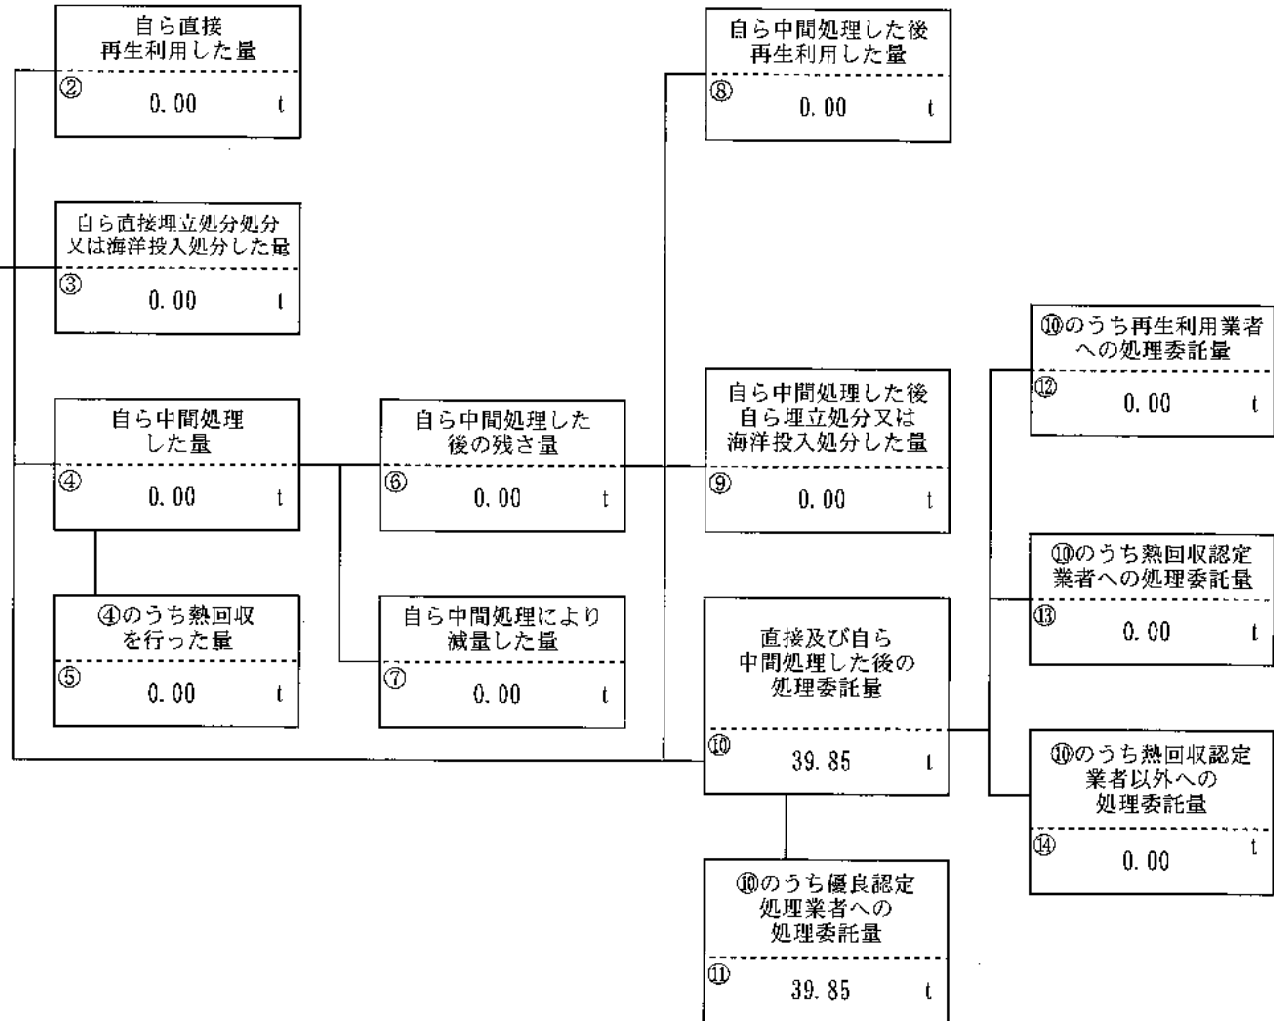 自ら直接
再生利用した量
② 0.00 t
自ら直接埋立処分処分
又は海洋投入処分した量
③ 0.00 t
自ら中間処理
した量
④ 0.00 t
④のうち熱回収
を行った量
⑤ 0.00 t
自ら中間処理した
後の残さ量
⑥ 0.00 t
自ら中間処理により
減量した量
⑦ 0.00 t
自ら中間処理した後
再生利用した量
⑧ 0.00 t
自ら中間処理した後
自ら埋立処分又は
海洋投入処分した量
⑨ 0.00 t
直接及び自ら
中間処理した後の
処理委託量
⑩ 39.85 t
⑩のうち優良認定
処理業者への
処理委託量
⑪ 39.85 t
⑩のうち再生利用業者
への処理委託量
⑫ 0.00 t
⑩のうち熱回収認定
業者への処理委託量
⑬ 0.00 t
⑩のうち熱回収認定
業者以外への
処理委託量
⑭ 0.00 t